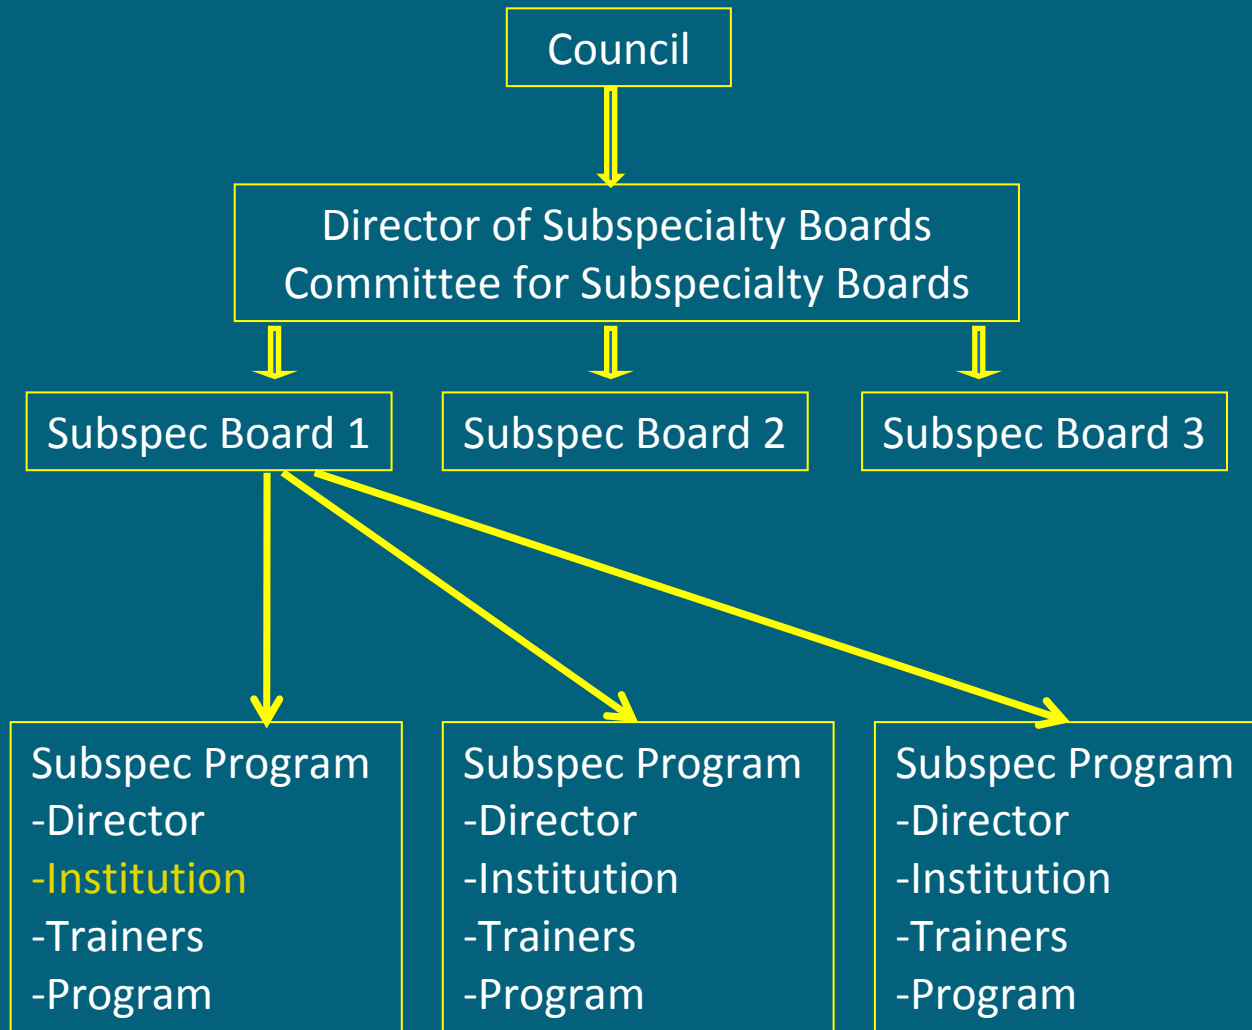 Council
Director of Subspecialty Boards
Committee for Subspecialty Boards
Subspec Board 1
Subspec Board 2
Subspec Board 3
Subspec Program
-Director
-Institution
-Trainers
-Program
Subspec Program
-Director
-Institution
-Trainers
-Program
Subspec Program
-Director
-Institution
-Trainers
-Program